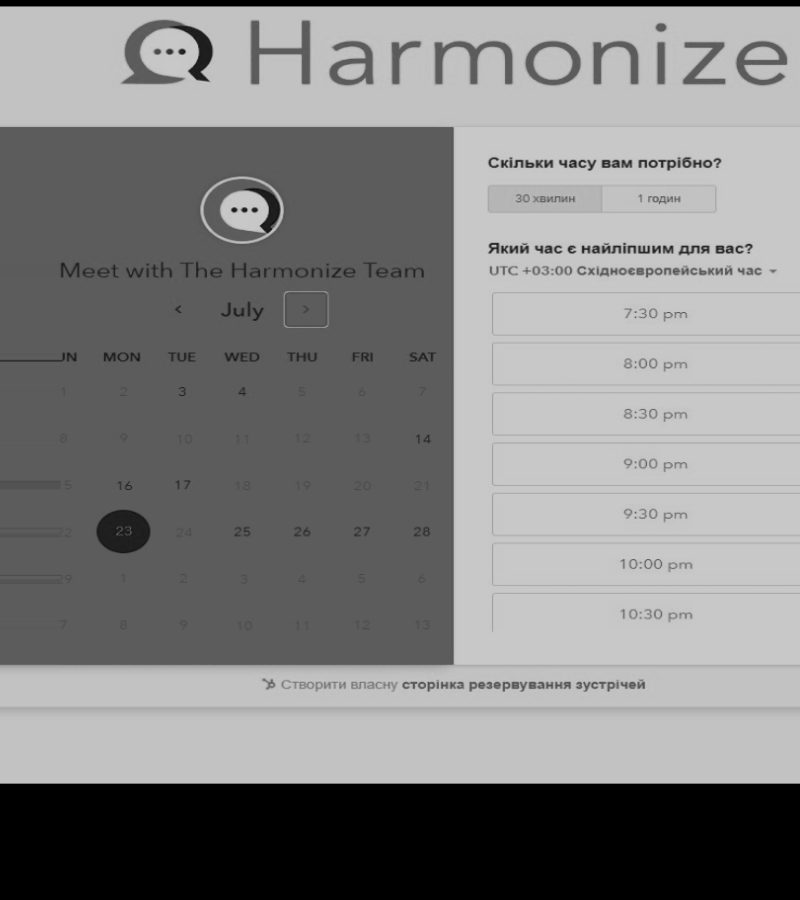 Harmonize
Meet with The Harmonize Team
< July >
UN MON TUE WED THU FRI SAT
1 2 3 4 5 6 7
8 9 10 11 12 13 14
5 16 17 18 19 20 21
22 23 24 25 26 27 28
29 1 2 3 4 5 6
7 8 9 10 11 12 13
Скільки часу вам потрібно?
30 хвилин 1 годин
Який час є найліпшим для вас?
UTC +03:00 Східноєвропейський час
7:30 pm
8:00 pm
8:30 pm
9:00 pm
9:30 pm
10:00 pm
10:30 pm
Створити власну сторінка резервування зустрічей